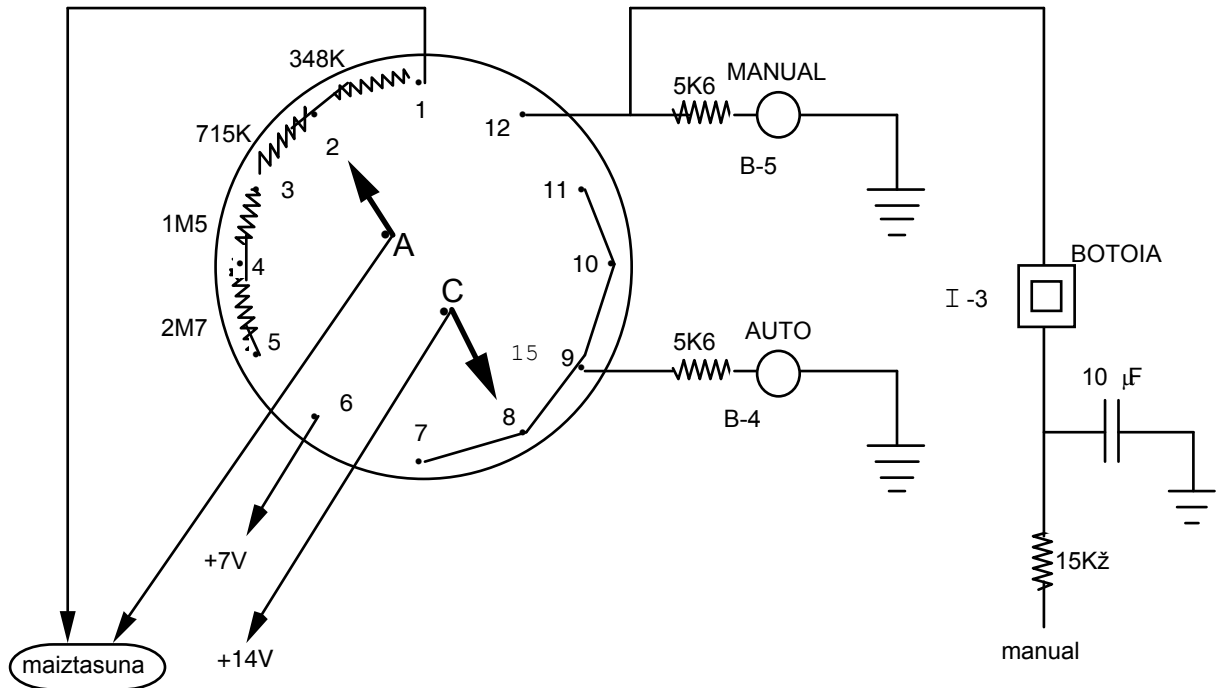 348K
1
MANUAL
5K6
12
B-5
715K
2
3
11
1M5
A
4
10
BOTOIA
I -3
C
2M7
5
15
9
5K6
AUTO
B-4
10 µF
6
7
8
+7V
15Kž
+14V
maiztasuna
manual